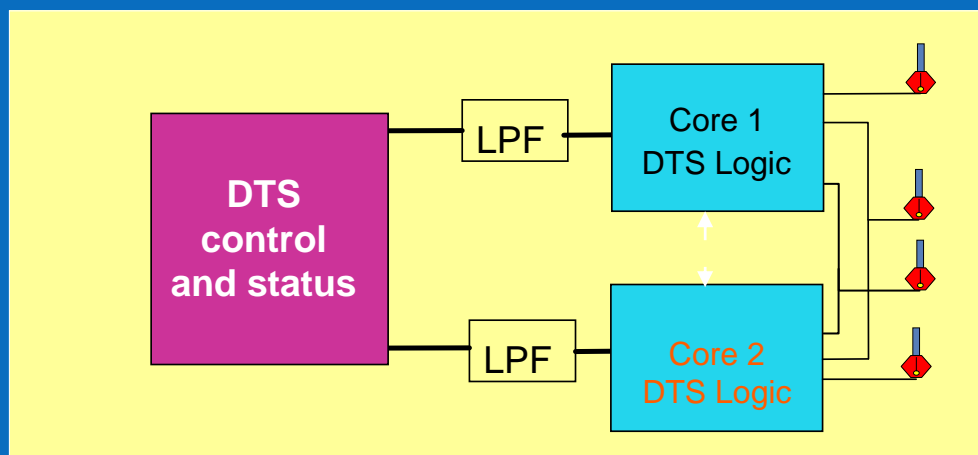 DTS
control
and status
LPF
Core 1
DTS Logic
LPF
Core 2
DTS Logic